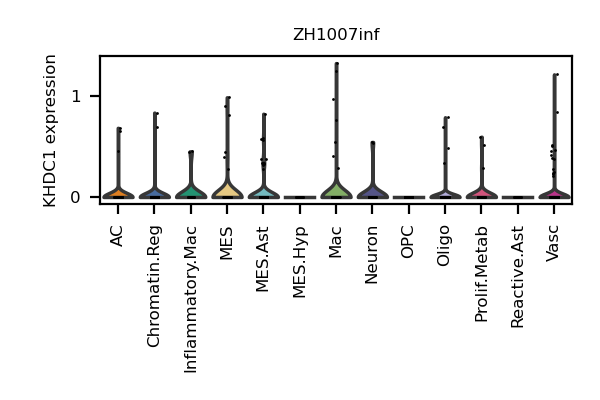 ZH1007inf
KHDC1 expression
1
0
AC
Chromatin.Reg
Inflammatory.Mac
MES
MES.Ast
MES.Hyp
Mac
Neuron
OPC
Oligo
Prolif.Metab
Reactive.Ast
Vasc